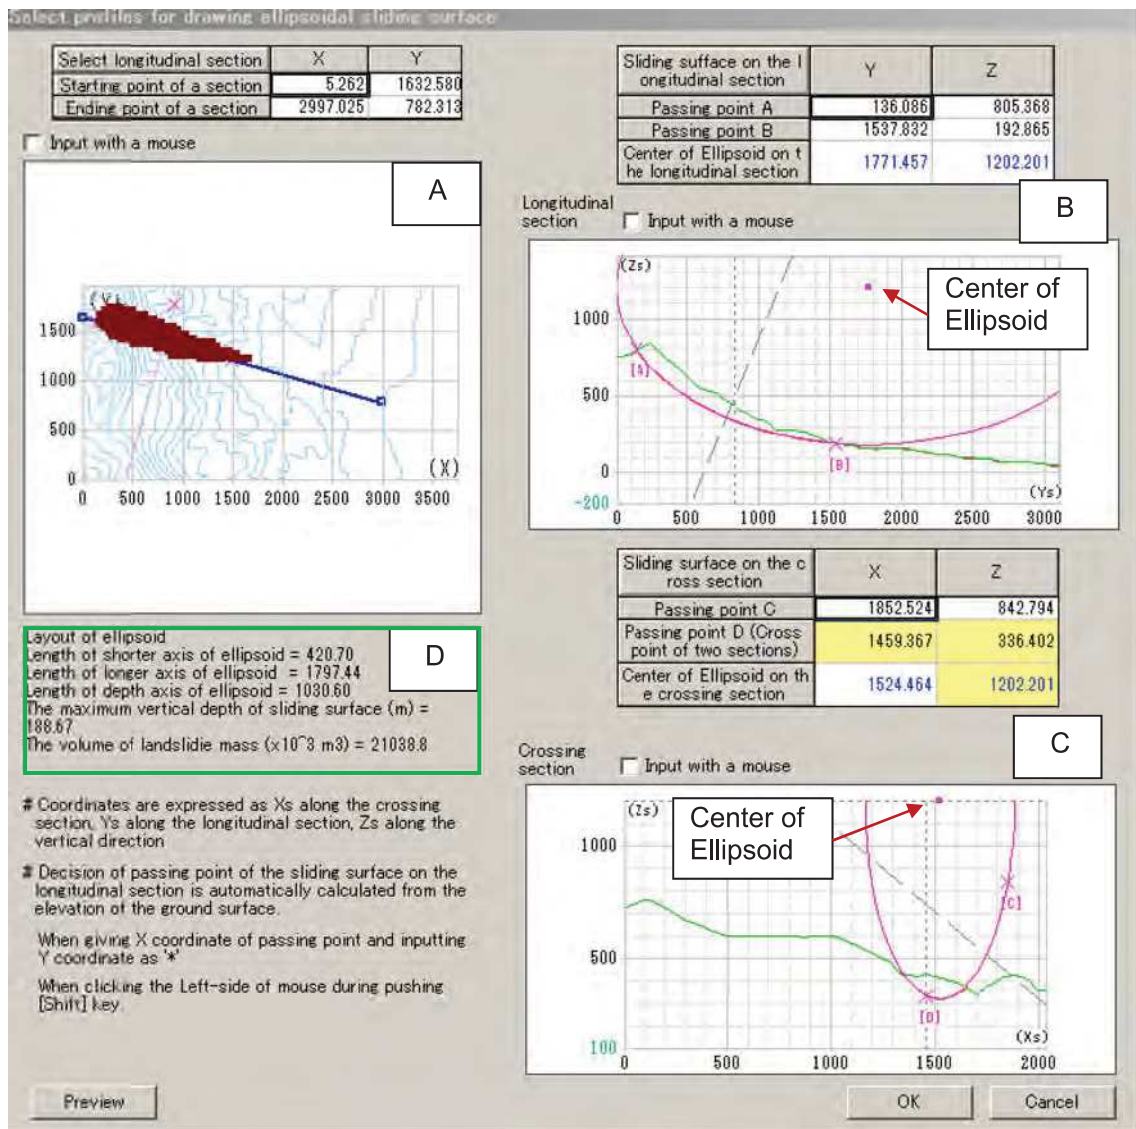 Select profiles for drawing ellipsoidal sliding surface
Select longitudinal section X Y
Starting point of a section 5.262 1632.580
Ending point of a section 2997.025 782.313
Input with a mouse
A
(Y)
1500
1000
500
0
(X)
0 500 1000 1500 2000 2500 3000 3500
Layout of ellipsoid
Length of shorter axis of ellipsoid = 420.70
Length of longer axis of ellipsoid = 1797.44
Length of depth axis of ellipsoid = 1030.60
The maximum vertical depth of sliding surface (m) =
188.67
The volume of landslidie mass (x10^3 m3) = 21038.8
D
# Coordinates are expressed as Xs along the crossing
section, Ys along the longitudinal section, Zs along the
vertical direction
# Decision of passing point of the sliding surface on the
longitudinal section is automatically calculated from the
elevation of the ground surface.
When giving X coordinate of passing point and inputting
Y coordinate as '*'
When clicking the Left-side of mouse during pushing
[Shift] key.
Preview
Sliding sufface on the l
ongitudinal section Y Z
Passing point A 136.086 805.368
Passing point B 1537.832 192.865
Center of Ellipsoid on t
he longitudinal section 1771.457 1202.201
Longitudinal
section
Input with a mouse
B
(Zs)
Center of
Ellipsoid
1000
[A]
500
[B]
0
(Ys)
-200
0 500 1000 1500 2000 2500 3000
Sliding surface on the c
ross section X Z
Passing point C 1852.524 842.794
Passing point D (Cross
point of two sections) 1459.367 336.402
Center of Ellipsoid on th
e crossing section 1524.464 1202.201
Crossing
section
Input with a mouse
C
(Zs)
Center of
Ellipsoid
1000
[C]
500
[D]
(Xs)
100
0 500 1000 1500 2000
OK
Cancel